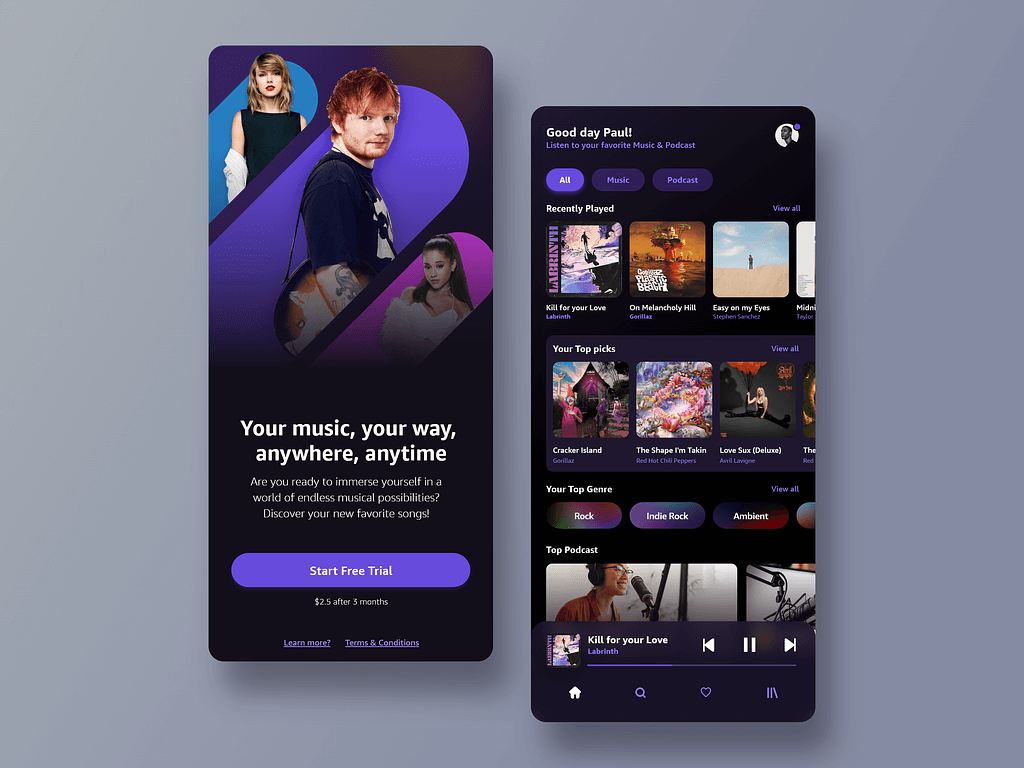 Your music, your way,
anywhere, anytime
Are you ready to immerse yourself in a
world of endless musical possibilities?
Discover your new favorite songs!
Start Free Trial
$2.5 after 3 months
Learn more? Terms & Conditions
Good day Paul!
Listen to your favorite Music & Podcast
All Music Podcast
Recently Played View all
LABRINTH
GORILLAZ
PLASTIC
BEACH
Kill for your Love On Melancholy Hill Easy on my Eyes Midni
Labrinth Gorillaz Stephen Sanchez Taylor
Your Top picks View all
Cracker Island The Shape I'm Takin Love Sux (Deluxe) The
Gorillaz Red Hot Chili Peppers Avril Lavigne Red
Your Top Genre View all
Rock Indie Rock Ambient
Top Podcast
LABRINTH
Kill for your Love
Labrinth